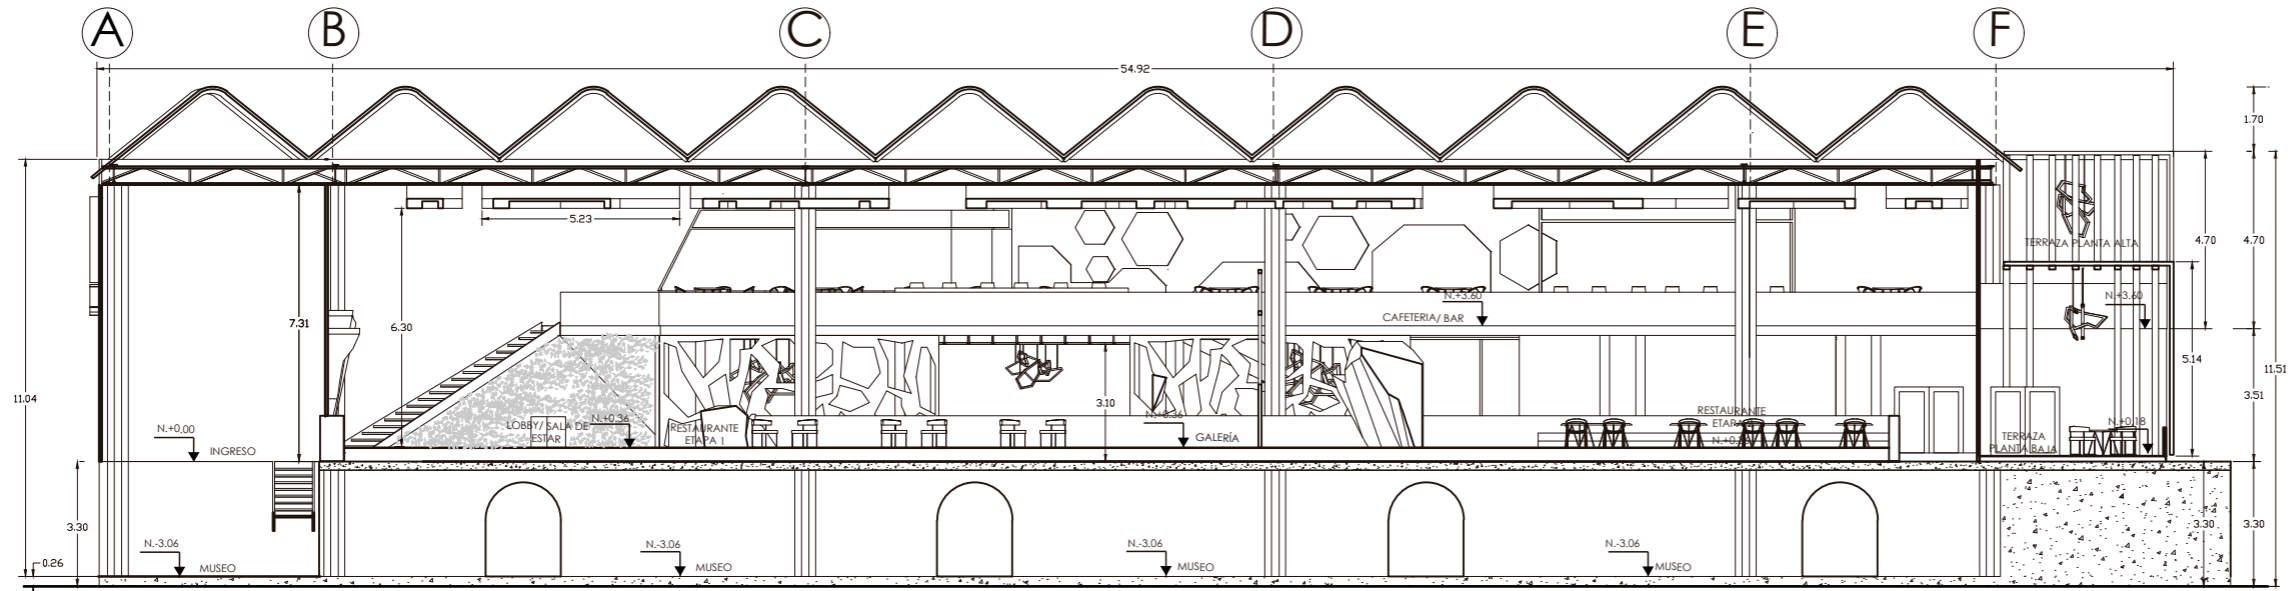 A B C D E F
54.92
1.70
5.23
TERRAZA PLANTA ALTA
4.70
4.70
N.+3.60
N.+3.60
7.31
6.30
CAFETERIA/ BAR
5.14
11.51
11.04
3.10
3.51
N.+0,00
N.+0.36
N.+0.36
RESTAURANTE
N.+0.18
LOBBY/ SALA DE
ESTAR
RESTAURANTE
ETAPA 1
GALERÍA
TERRAZA
PLANTA BAJA
INGRESO
3.30
3.30
3.30
N.-3.06
N.-3.06
N.-3.06
N.-3.06
0.26
MUSEO
MUSEO
MUSEO
MUSEO